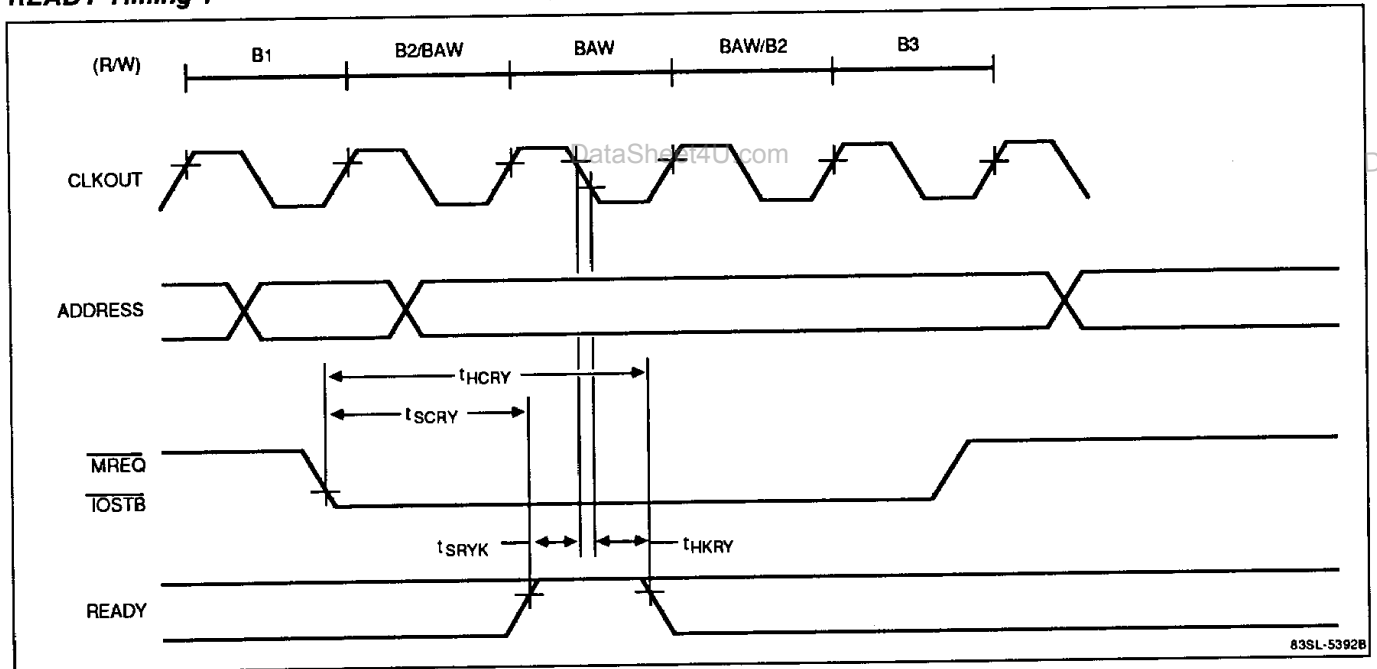 READY Timing 1
(R/W) B1 B2/BAW BAW BAW/B2 B3
DataSheet4U.com
CLKOUT
ADDRESS
tHCRY
tSCRY
MREQ
IOSTB
tSRYK tHKRY
READY
83SL-5392B